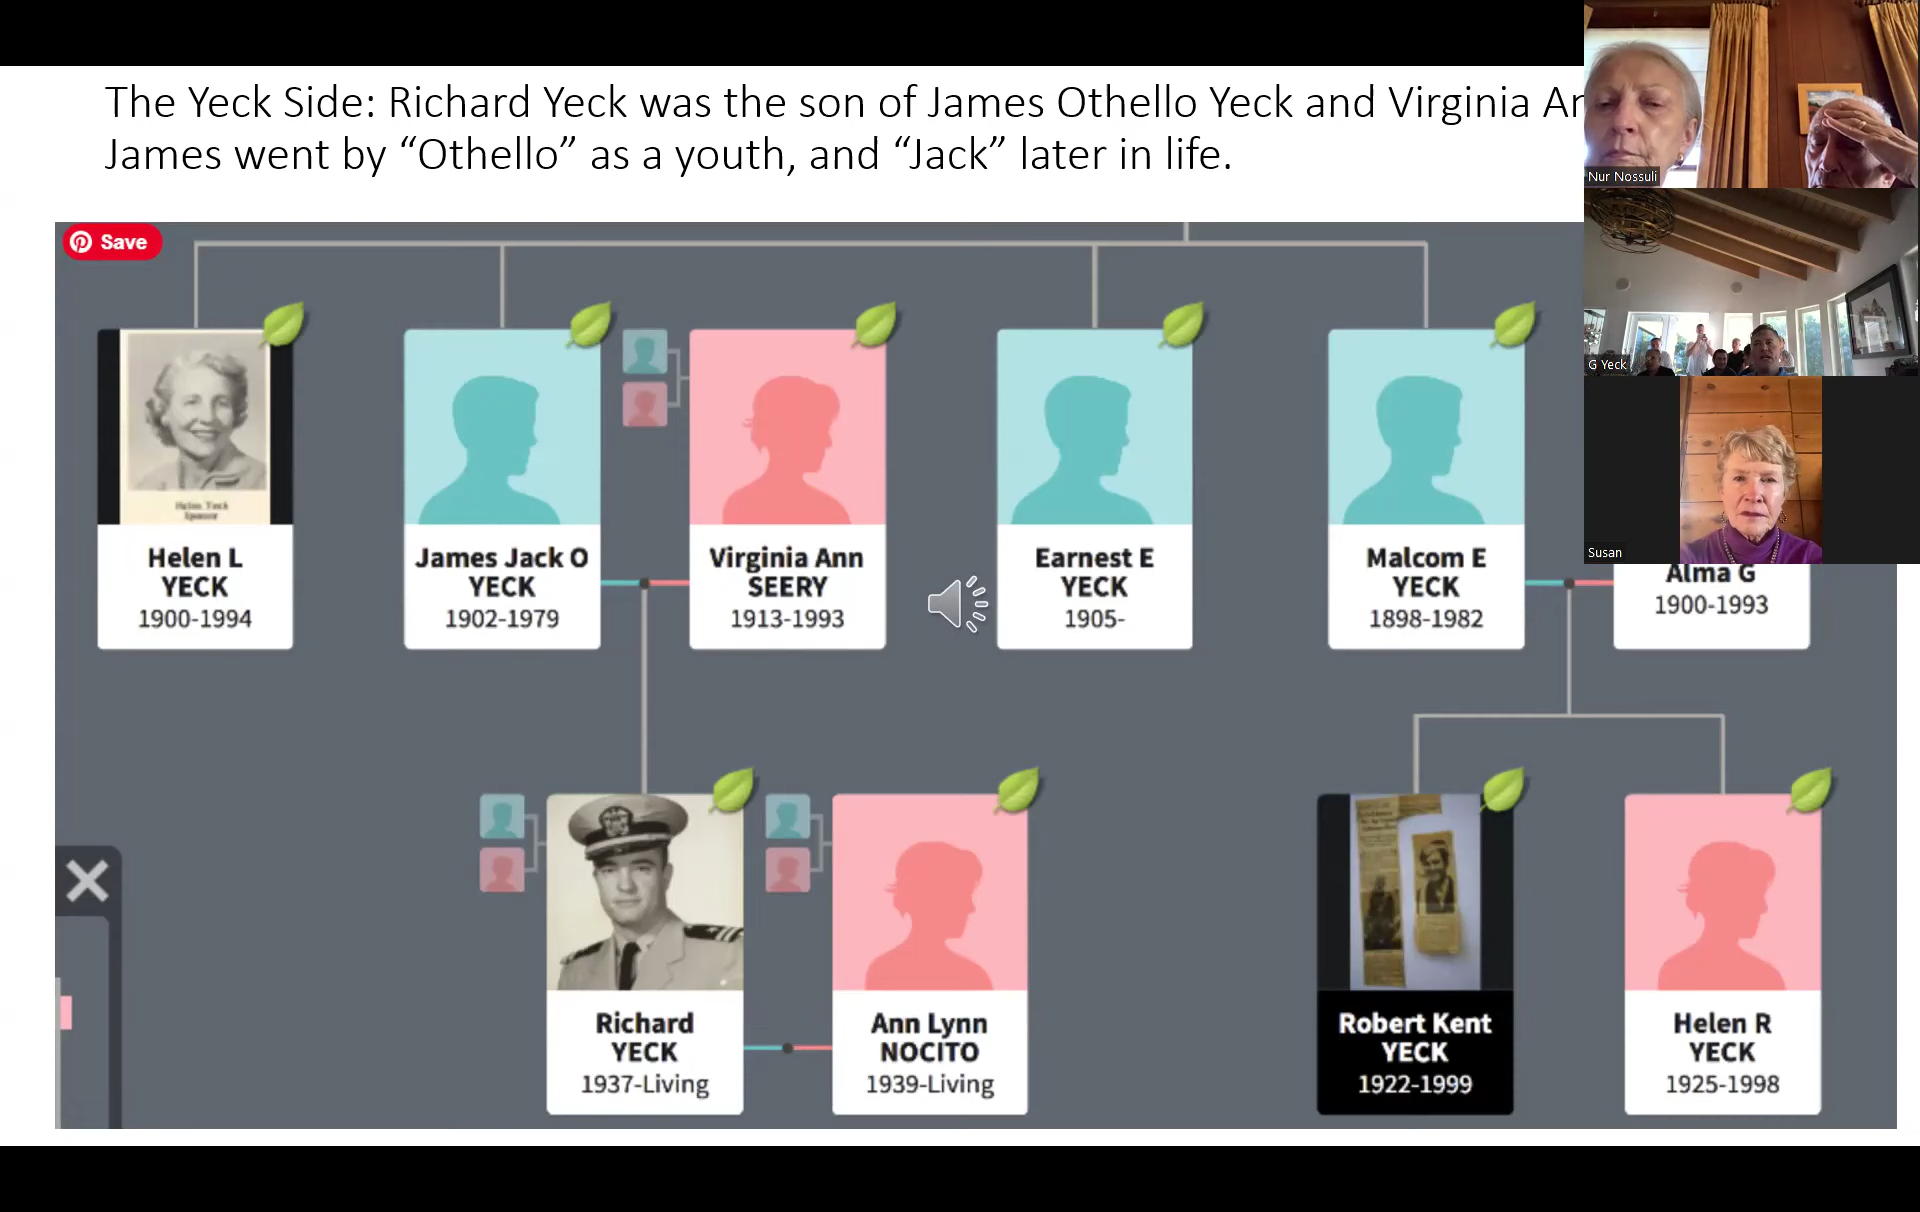 The Yeck Side: Richard Yeck was the son of James Othello Yeck and Virginia An
James went by “Othello” as a youth, and “Jack” later in life.
Nur Nossuli
G Yeck
Susan
Save
Helen L
YECK
1900-1994
James Jack O
YECK
1902-1979
Virginia Ann
SEERY
1913-1993
Earnest E
YECK
1905-
Malcom E
YECK
1898-1982
Alma G
1900-1993
Richard
YECK
1937-Living
Ann Lynn
NOCITO
1939-Living
Robert Kent
YECK
1922-1999
Helen R
YECK
1925-1998